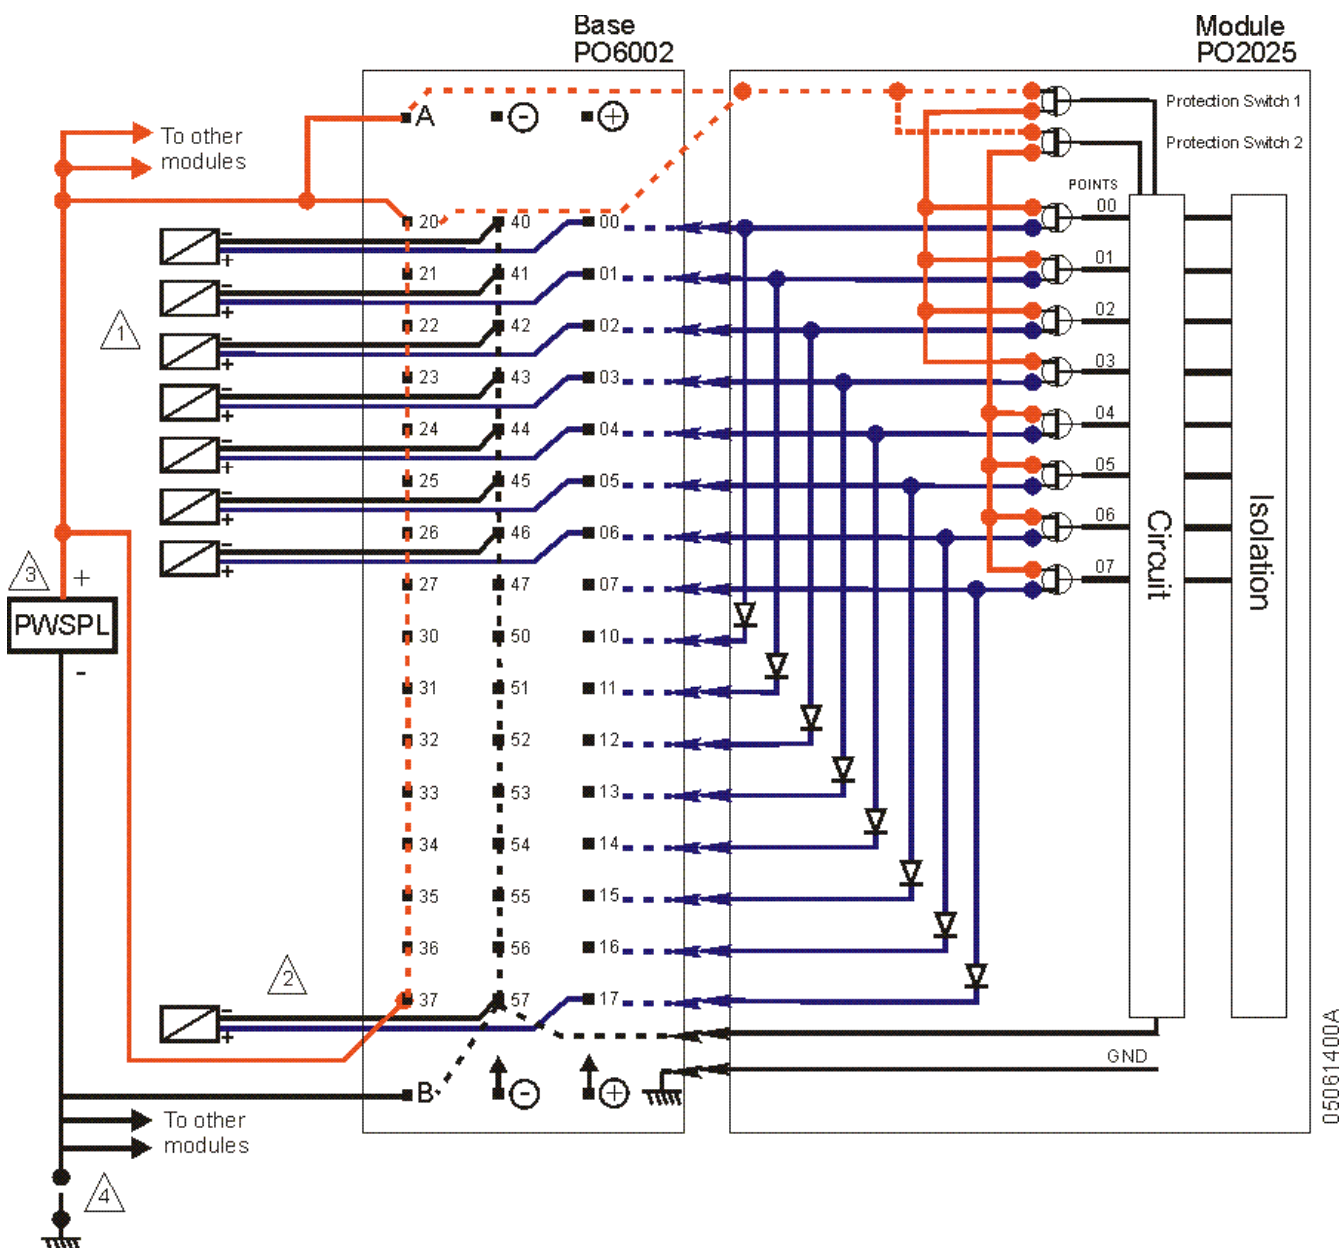 Base
PO6002
Module
PO2025
A - +
To other
modules
Protection Switch 1
Protection Switch 2
POINTS
20 40 00 00
- +
21 41 01 01
- +
1
22 42 02 02
- +
23 43 03 03
- +
24 44 04 04
- +
25 45 05 05
- +
26 46 06 06
- +
27 47 07 07
3 +
PWSPL
-
Circuit
Isolation
30 50 10
31 51 11
32 52 12
33 53 13
34 54 14
35 55 15
36 56 16
2
37 57 17
- +
GND
B - +
To other
modules
4
05061400A